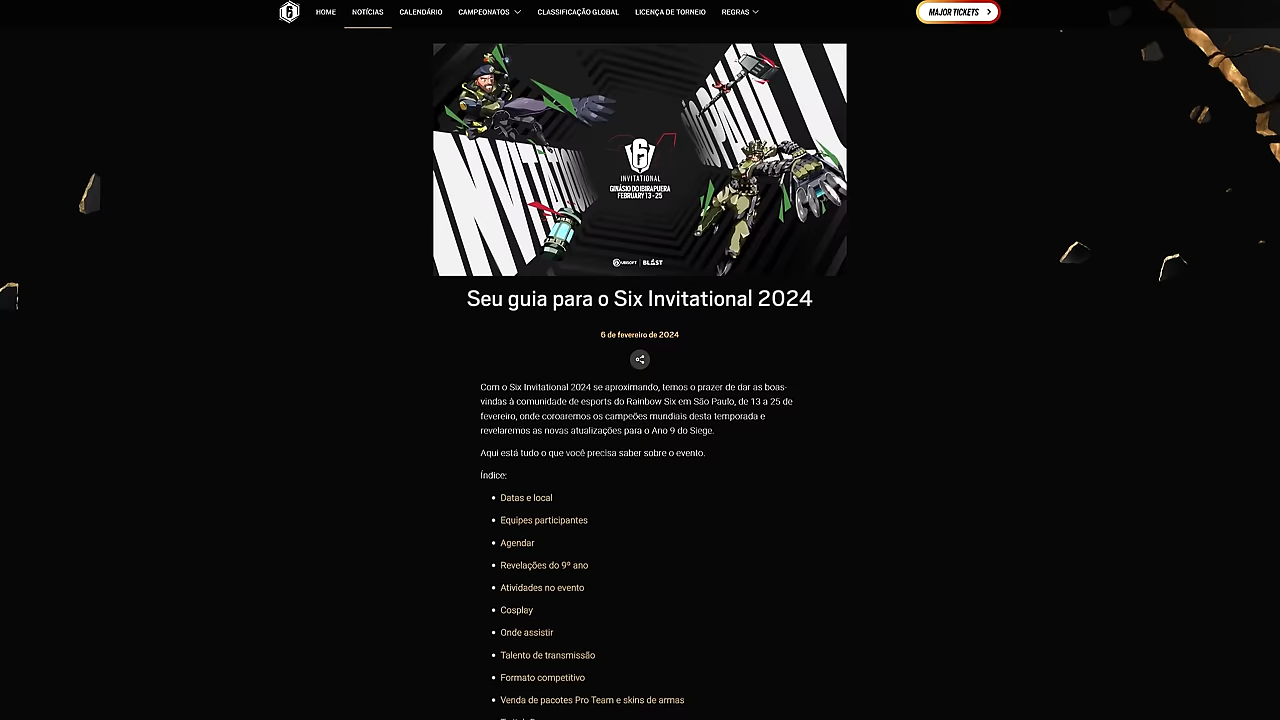 HOME NOTÍCIAS CALENDÁRIO CAMPEONATOS CLASSIFICAÇÃO GLOBAL LICENÇA DE TORNEIO REGRAS MAJOR TICKETS
INVITATIONAL
GINÁSIO DO IBIRAPUERA
FEBRUARY 13-25
UBISOFT | BLAST
Seu guia para o Six Invitational 2024
6 de fevereiro de 2024
Com o Six Invitational 2024 se aproximando, temos o prazer de dar as boas-
vindas à comunidade de esports do Rainbow Six em São Paulo, de 13 a 25 de
fevereiro, onde coroaremos os campeões mundiais desta temporada e
revelaremos as novas atualizações para o Ano 9 do Siege.
Aqui está tudo o que você precisa saber sobre o evento.
Índice:
• Datas e local
• Equipes participantes
• Agendar
• Revelações do 9º ano
• Atividades no evento
• Cosplay
• Onde assistir
• Talento de transmissão
• Formato competitivo
• Venda de pacotes Pro Team e skins de armas